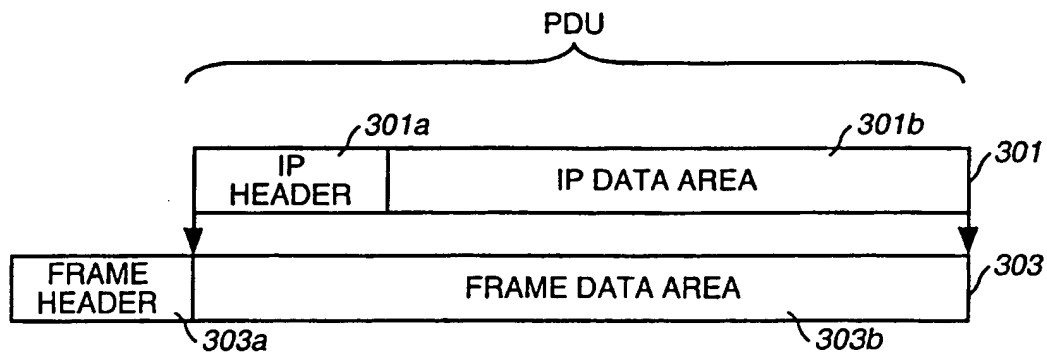 PDU
301a
301b
IP
HEADER
IP DATA AREA
301
FRAME
HEADER
FRAME DATA AREA
303
303a
303b